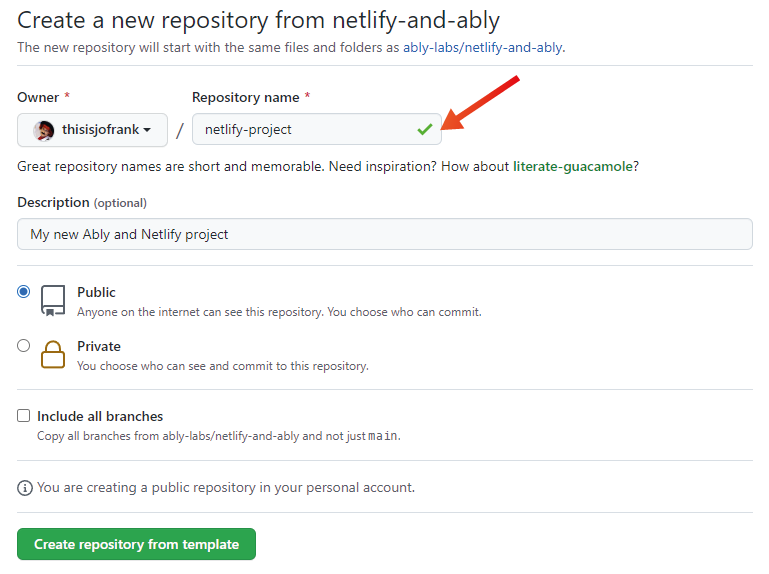 Create a new repository from netlify-and-ably
The new repository will start with the same files and folders as ably-labs/netlify-and-ably.
Owner * Repository name *
thisisjofrank / netlify-project
Great repository names are short and memorable. Need inspiration? How about literate-guacamole?
Description (optional)
My new Ably and Netlify project
Public
Anyone on the internet can see this repository. You choose who can commit.
Private
You choose who can see and commit to this repository.
Include all branches
Copy all branches from ably-labs/netlify-and-ably and not just main.
You are creating a public repository in your personal account.
Create repository from template